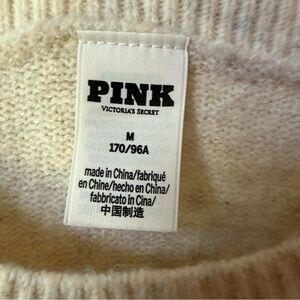 PINK
VICTORIA'S SECRET
M
170/96A
made in China/fabriqué
en Chine/hecho en China/
fabbricato in Cina/
中国制造